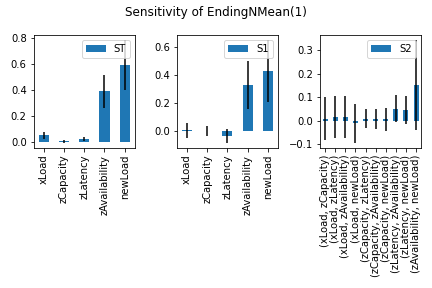 Sensitivity of EndingNMean(1)
0.8
0.6
0.4
0.2
0.0
ST
xLoad
zCapacity
zLatency
zAvailability
newLoad
0.6
0.4
0.2
0.0
S1
xLoad
zCapacity
zLatency
zAvailability
newLoad
0.3
0.2
0.1
0.0
−0.1
S2
(xLoad, zCapacity)
(xLoad, zLatency)
(xLoad, zAvailability)
(xLoad, newLoad)
(zCapacity, zLatency)
(zCapacity, zAvailability)
(zCapacity, newLoad)
(zLatency, zAvailability)
(zLatency, newLoad)
(zAvailability, newLoad)